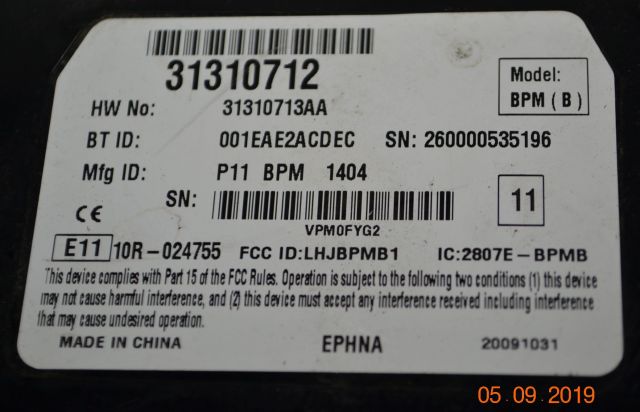 31310712
Model:
BPM ( B )
HW No: 31310713AA
BT ID: 001EAE2ACDEC SN: 260000535196
Mfg ID: P11 BPM 1404
SN:
VPM0FYG2
11
CE
E11 10R-024755 FCC ID:LHJBPMB1 IC:2807E-BPMB
This device complies with Part 15 of the FCC Rules. Operation is subject to the following two conditions (1) this device
may not cause harmful interference, and (2) this device must accept any interference received including interference
that may cause undesired operation.
MADE IN CHINA EPHNA 20091031
05.09.2019